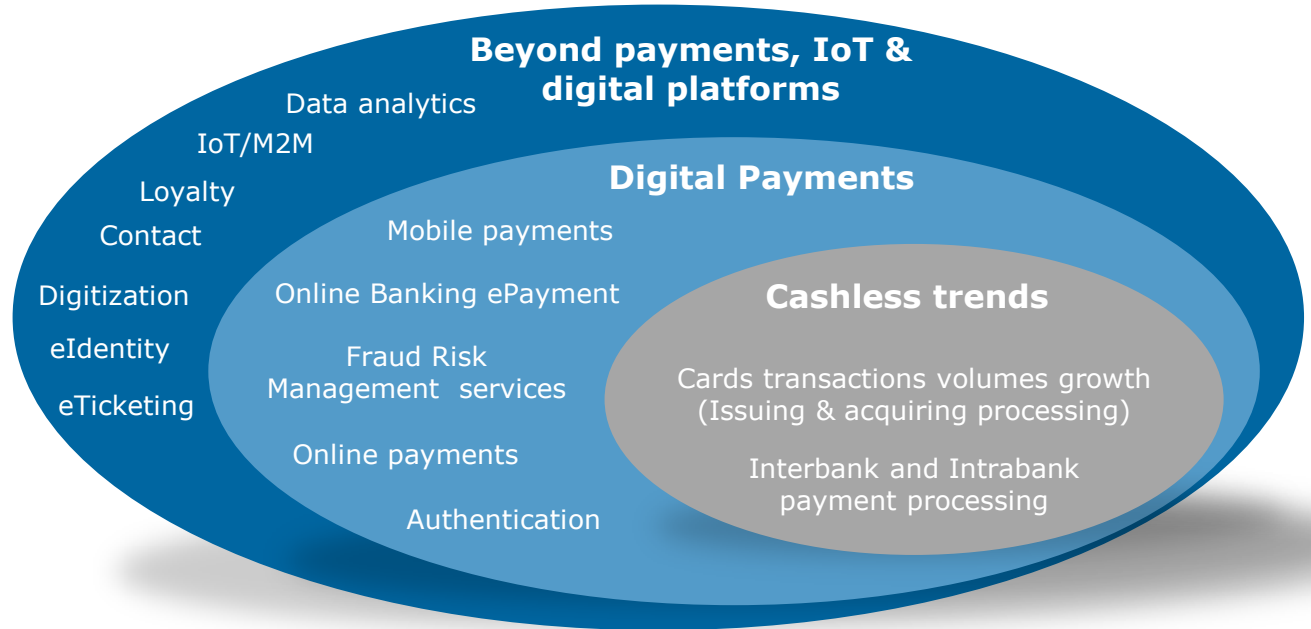 Beyond payments, IoT &
digital platforms
Data analytics
IoT/M2M
Loyalty
Contact
Digitization
eIdentity
eTicketing
Digital Payments
Mobile payments
Online Banking ePayment
Fraud Risk
Management services
Online payments
Authentication
Cashless trends
Cards transactions volumes growth
(Issuing & acquiring processing)
Interbank and Intrabank
payment processing